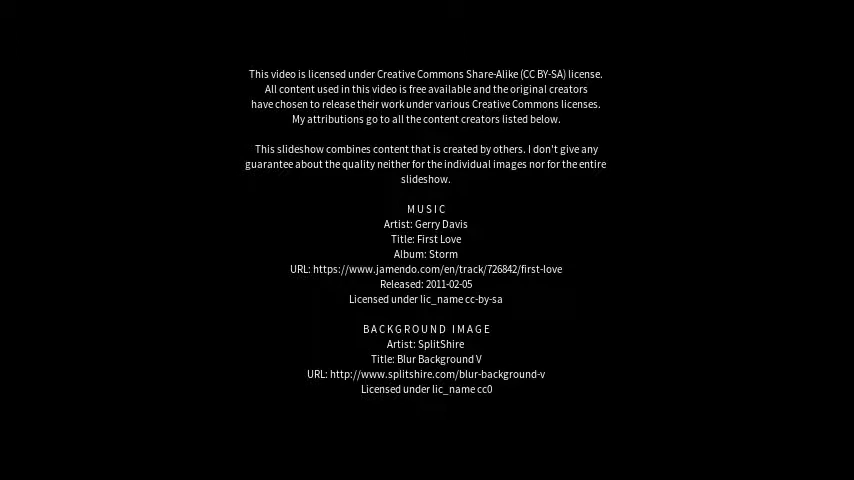 This video is licensed under Creative Commons Share-Alike (CC BY-SA) license.
All content used in this video is free available and the original creators
have chosen to release their work under various Creative Commons licenses.
My attributions go to all the content creators listed below.
This slideshow combines content that is created by others. I don't give any
guarantee about the quality neither for the individual images nor for the entire
slideshow.
MUSIC
Artist: Gerry Davis
Title: First Love
Album: Storm
URL: https://www.jamendo.com/en/track/726842/first-love
Released: 2011-02-05
Licensed under lic_name cc-by-sa
BACKGROUND IMAGE
Artist: SplitShire
Title: Blur Background V
URL: http://www.splitshire.com/blur-background-v
Licensed under lic_name cc0